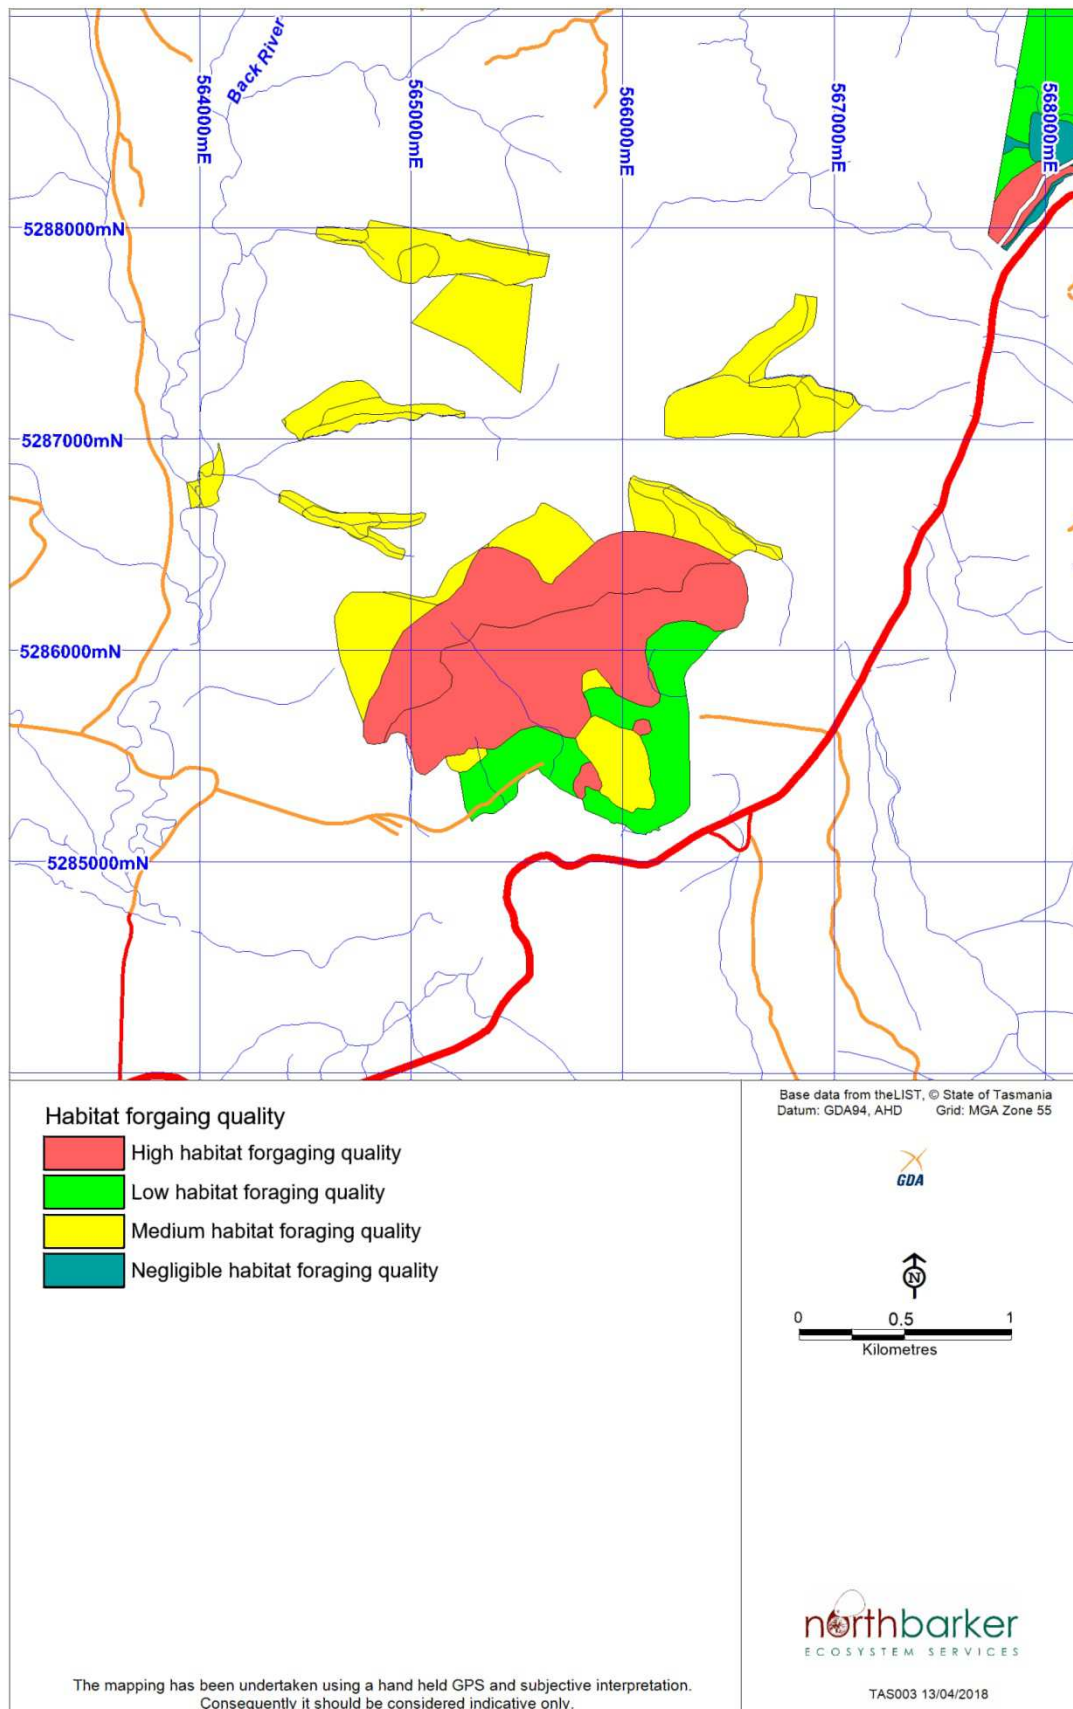 Back River
564000mE
565000mE
566000mE
567000mE
568000mE
5288000mN
5287000mN
5286000mN
5285000mN
Habitat forgaing quality
High habitat forgaging quality
Low habitat foraging quality
Medium habitat foraging quality
Negligible habitat foraging quality
Base data from theLIST, © State of Tasmania
Datum: GDA94, AHD Grid: MGA Zone 55
GDA
N
0 0.5 1
Kilometres
northbarker
ECOSYSTEM SERVICES
TAS003 13/04/2018
The mapping has been undertaken using a hand held GPS and subjective interpretation.
Consequently it should be considered indicative only.